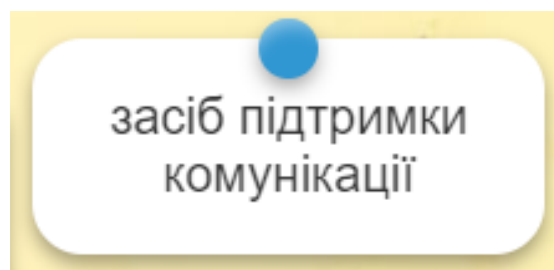 засіб підтримки
комунікації